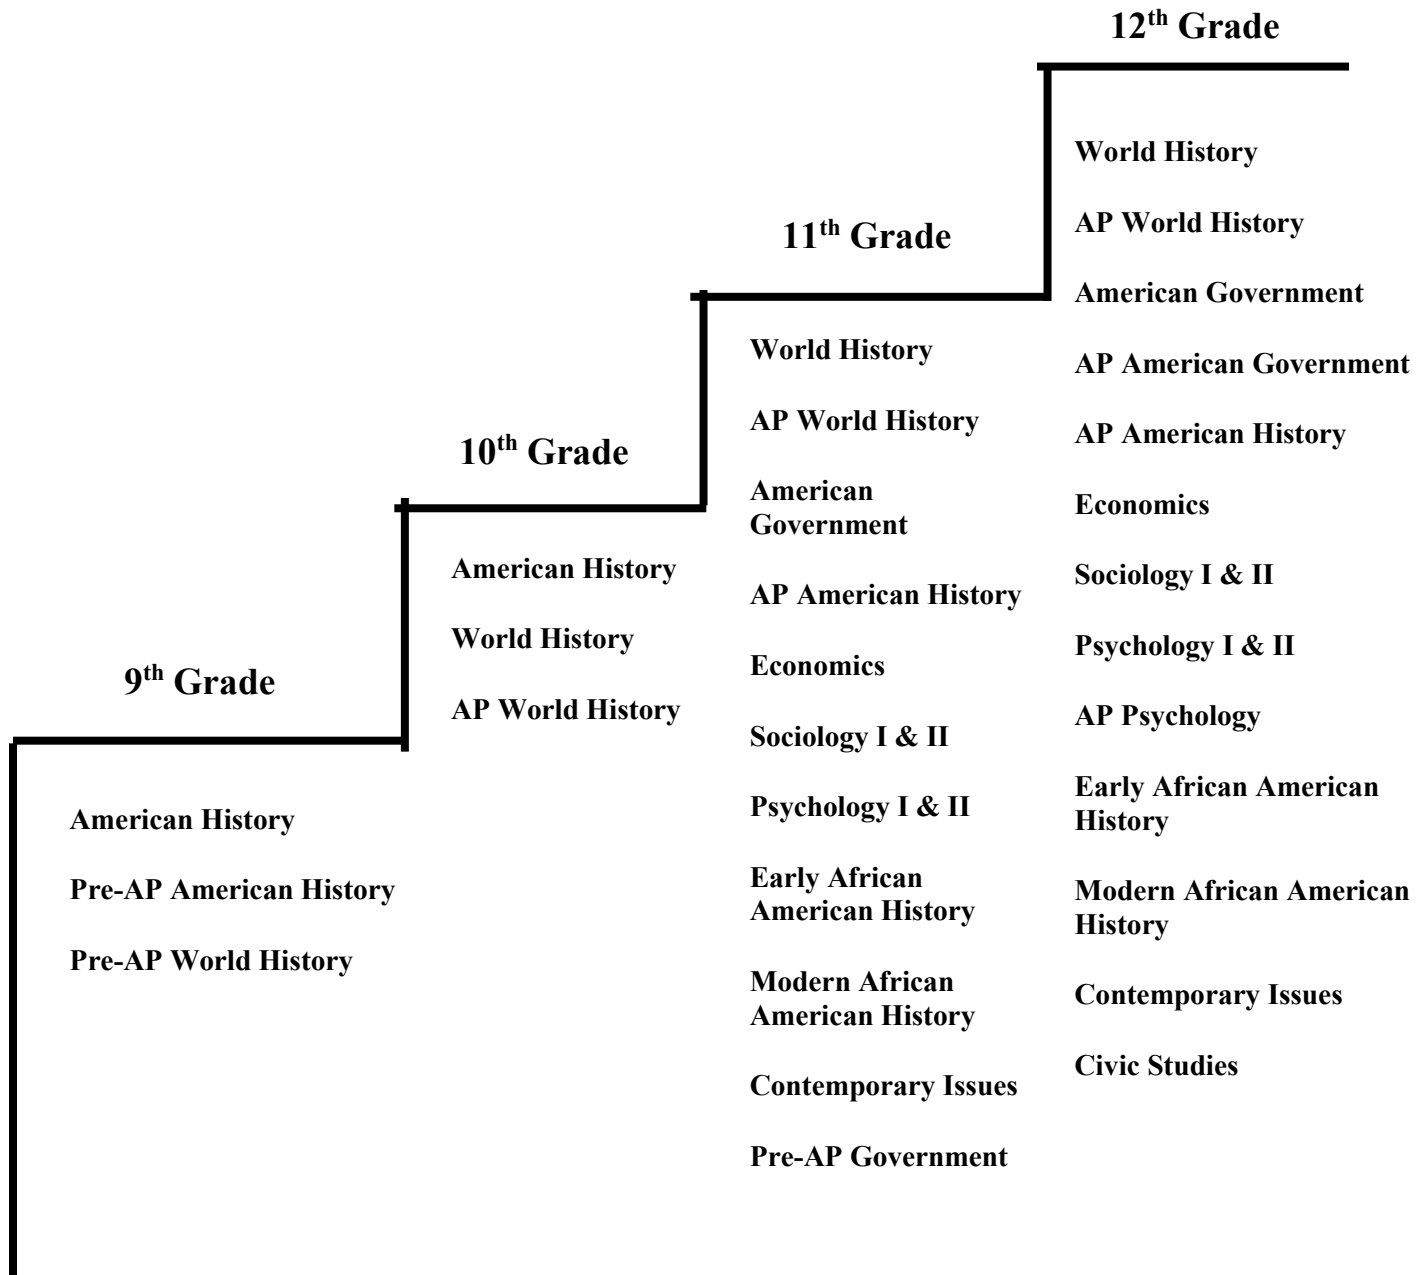 9th Grade
American History
Pre-AP American History
Pre-AP World History
10th Grade
American History
World History
AP World History
11th Grade
World History
AP World History
American
Government
AP American History
Economics
Sociology I & II
Psychology I & II
Early African
American History
Modern African
American History
Contemporary Issues
Pre-AP Government
12th Grade
World History
AP World History
American Government
AP American Government
AP American History
Economics
Sociology I & II
Psychology I & II
AP Psychology
Early African American
History
Modern African American
History
Contemporary Issues
Civic Studies